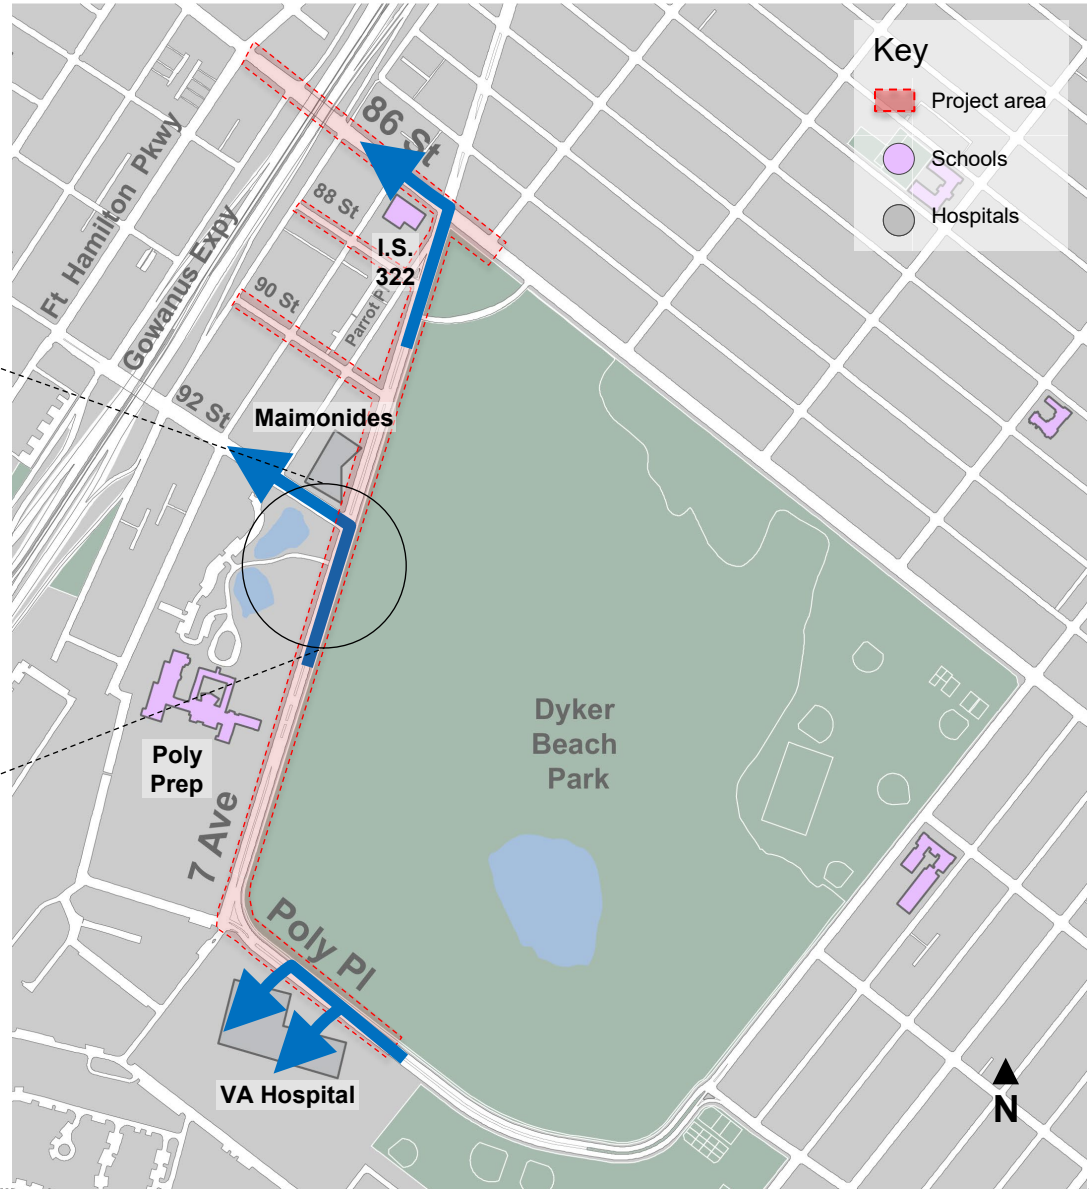 Key
Project area
Schools
Hospitals
86 St
Ft Hamilton Pkwy
Gowanus Expy
88 St
I.S.
322
90 St
Parrot P
92 St
Maimonides
Poly
Prep
Dyker
Beach
Park
7 Ave
Poly Pl
VA Hospital
N